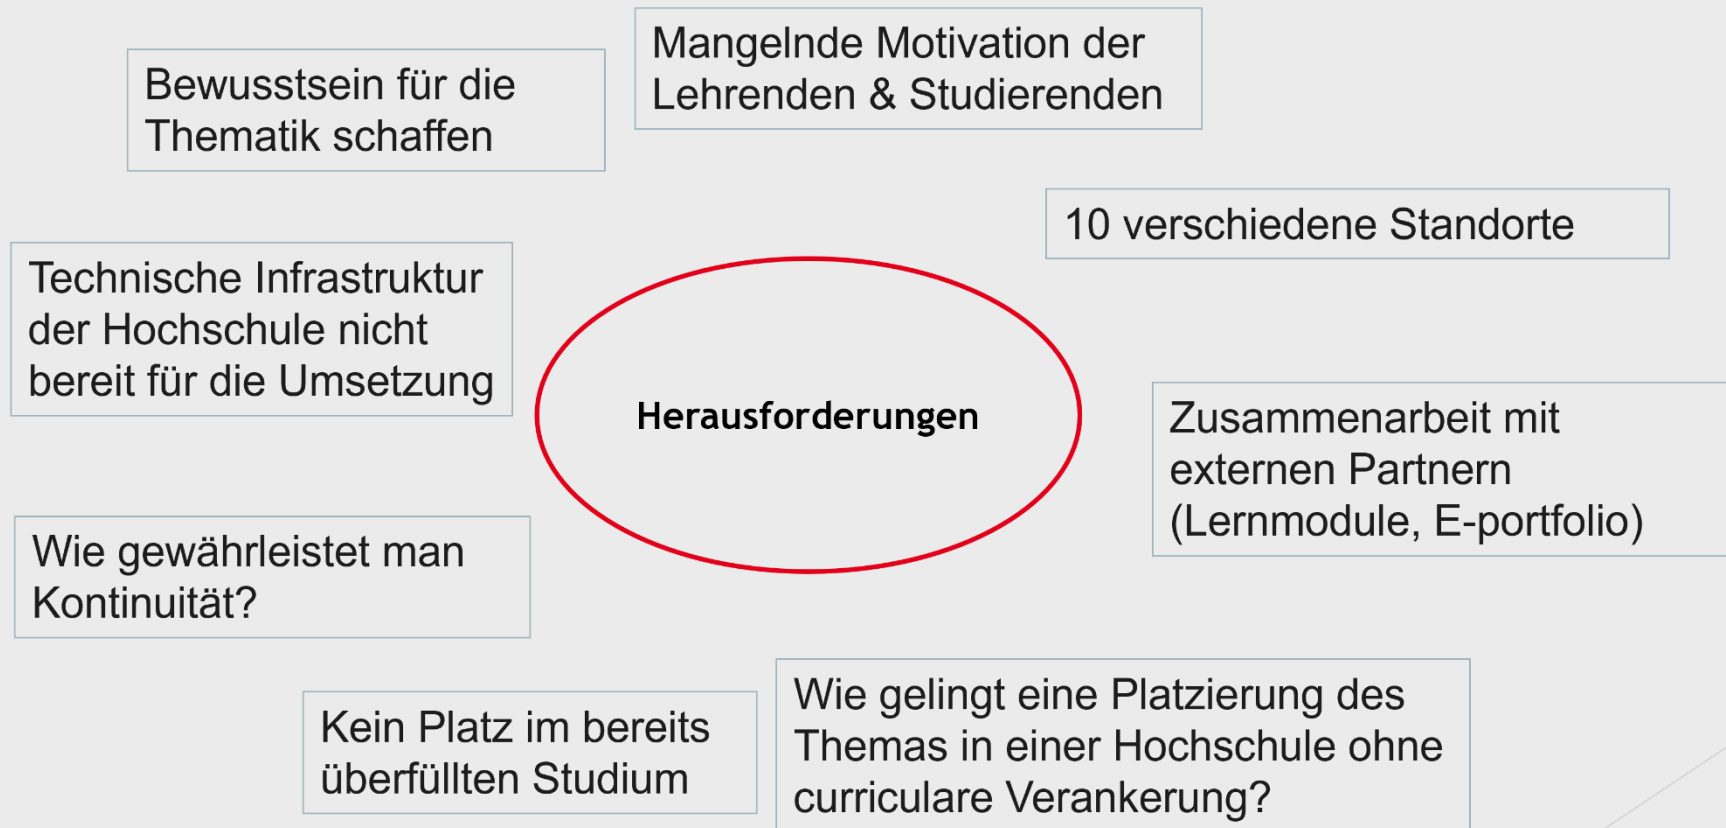 Mangelnde Motivation der
Lehrenden & Studierenden
Bewusstsein für die
Thematik schaffen
10 verschiedene Standorte
Technische Infrastruktur
der Hochschule nicht
bereit für die Umsetzung
Herausforderungen
Zusammenarbeit mit
externen Partnern
(Lernmodule, E-portfolio)
Wie gewährleistet man
Kontinuität?
Kein Platz im bereits
überfüllten Studium
Wie gelingt eine Platzierung des
Themas in einer Hochschule ohne
curriculare Verankerung?